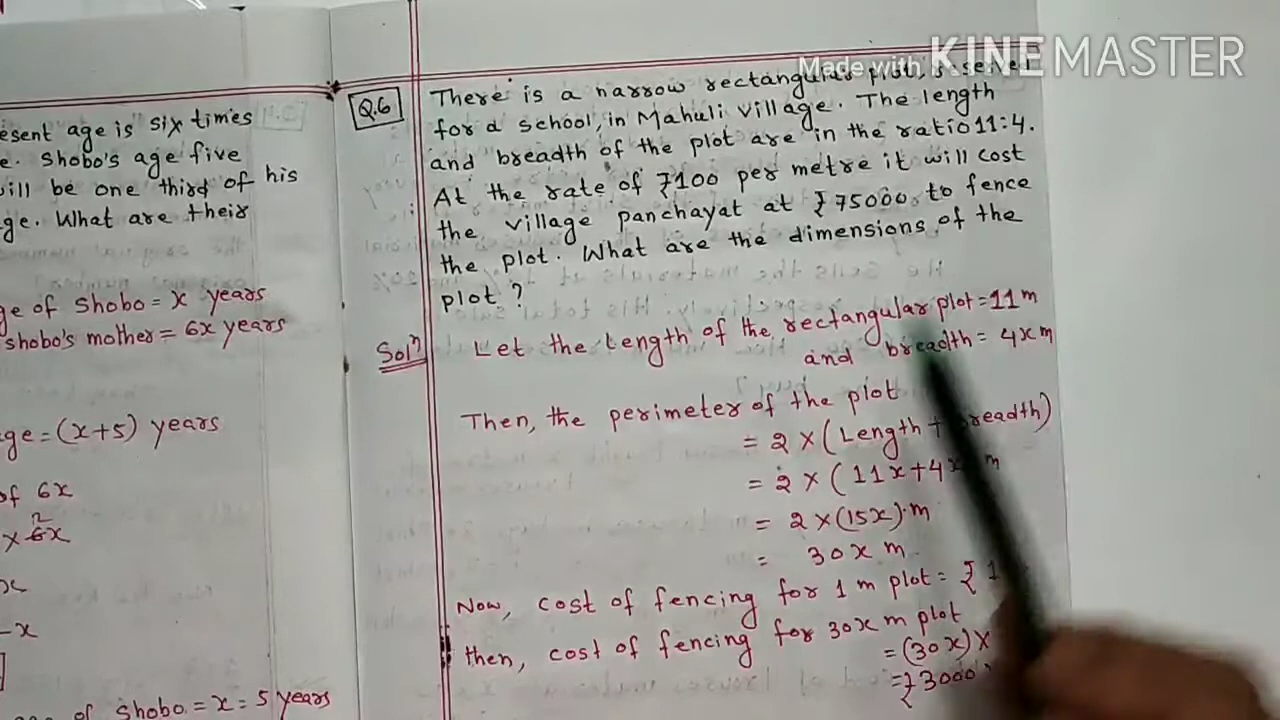 Made with KINEMASTER
esent age is six times
e. Shobo's age five
ill be one third of his
ge. What are their
ge of Shobo = x years
shobo's mother = 6x years
ge = (x+5) years
of 6x
x 6x
2
- x
of Shobo = x = 5 years
Q.6
There is a narrow rectangular plot,
for a school, in Mahuli village. The length
and breadth of the plot are in the ratio 11:4.
At the rate of ₹100 per metre it will cost
the village panchayat at ₹75000 to fence
the plot. What are the dimensions of the
plot ?
Solⁿ
Let the length of the rectangular plot = 11 m
and breadth = 4x m
Then, the perimeter of the plot
= 2 × (Length + breadth)
= 2 × (11x+4x m
= 2 × (15x) m
= 30x m
Now, cost of fencing for 1 m plot = ₹ 1
then, cost of fencing for 30x m plot
= (30x) ×
= ₹3000